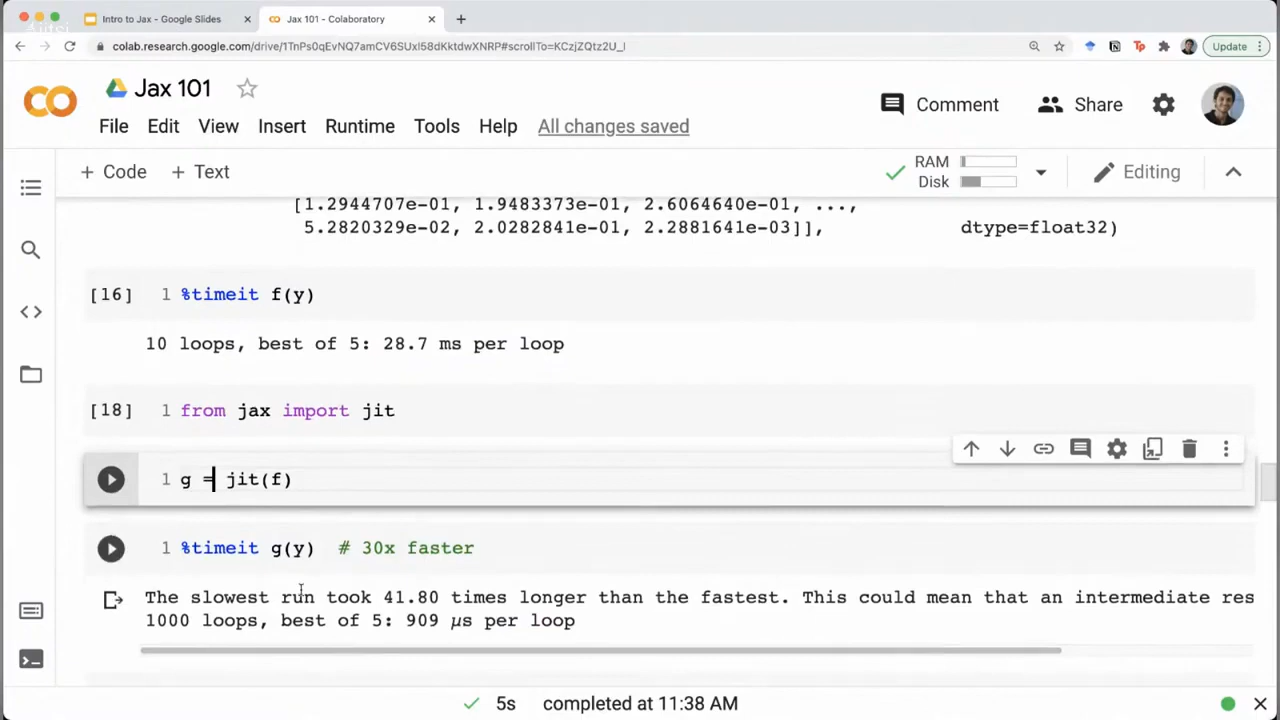 Intro to Jax - Google Slides
Jax 101 - Colaboratory
colab.research.google.com/drive/1TnPs0qEvNQ7amCV6SUxI58dKktdwXNRP#scrollTo=KCzjZQtz2U_I
Update
Jax 101
Comment
Share
File Edit View Insert Runtime Tools Help All changes saved
+ Code + Text
RAM
Disk
Editing
[1.2944707e-01, 1.9483373e-01, 2.6064640e-01, ...,
5.2820329e-02, 2.0282841e-01, 2.2881641e-03]], dtype=float32)
[16] 1 %timeit f(y)
10 loops, best of 5: 28.7 ms per loop
[18] 1 from jax import jit
1 g = jit(f)
1 %timeit g(y) # 30x faster
The slowest run took 41.80 times longer than the fastest. This could mean that an intermediate res
1000 loops, best of 5: 909 µs per loop
5s completed at 11:38 AM